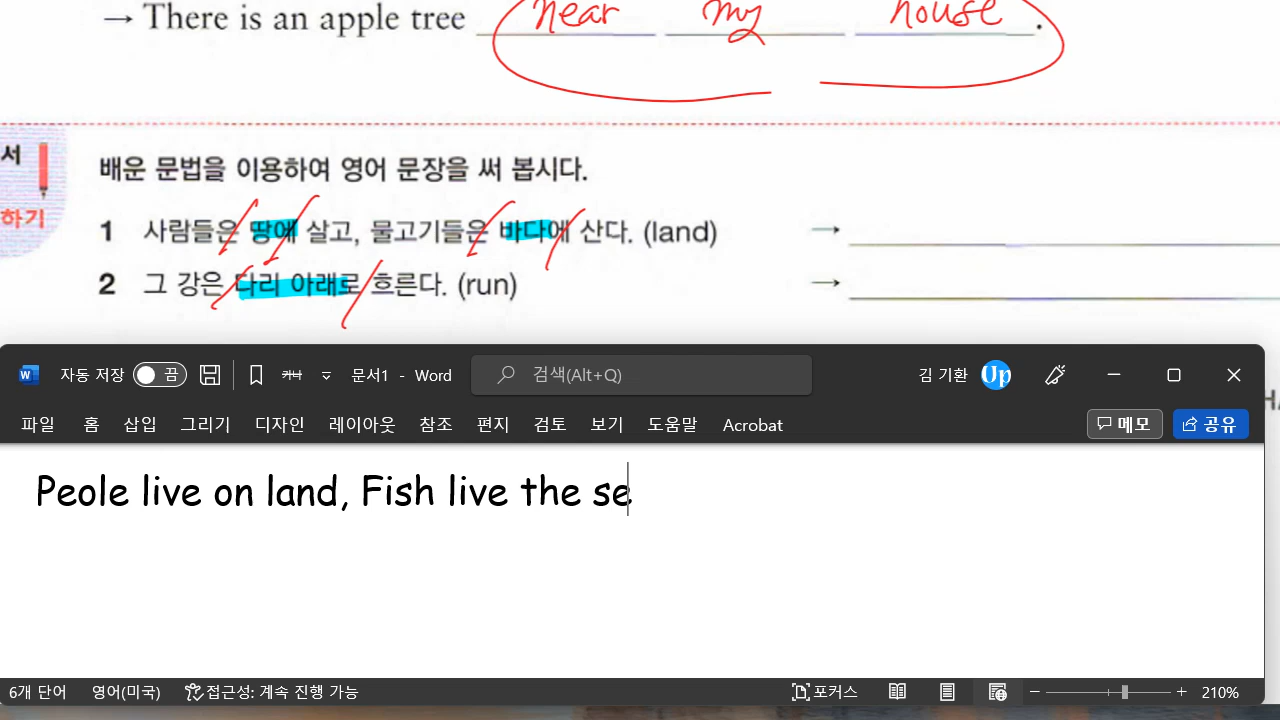 → There is an apple tree near my house.
서
하기
배운 문법을 이용하여 영어 문장을 써 봅시다.
1 사람들은 땅에 살고, 물고기들은 바다에 산다. (land) →
2 그 강은 다리 아래로 흐른다. (run) →
자동 저장 끔 문서1 - Word 검색(Alt+Q) 김 기환 Up
파일 홈 삽입 그리기 디자인 레이아웃 참조 편지 검토 보기 도움말 Acrobat 메모 공유
Peole live on land, Fish live the se
6개 단어 영어(미국) 접근성: 계속 진행 가능 포커스 210%